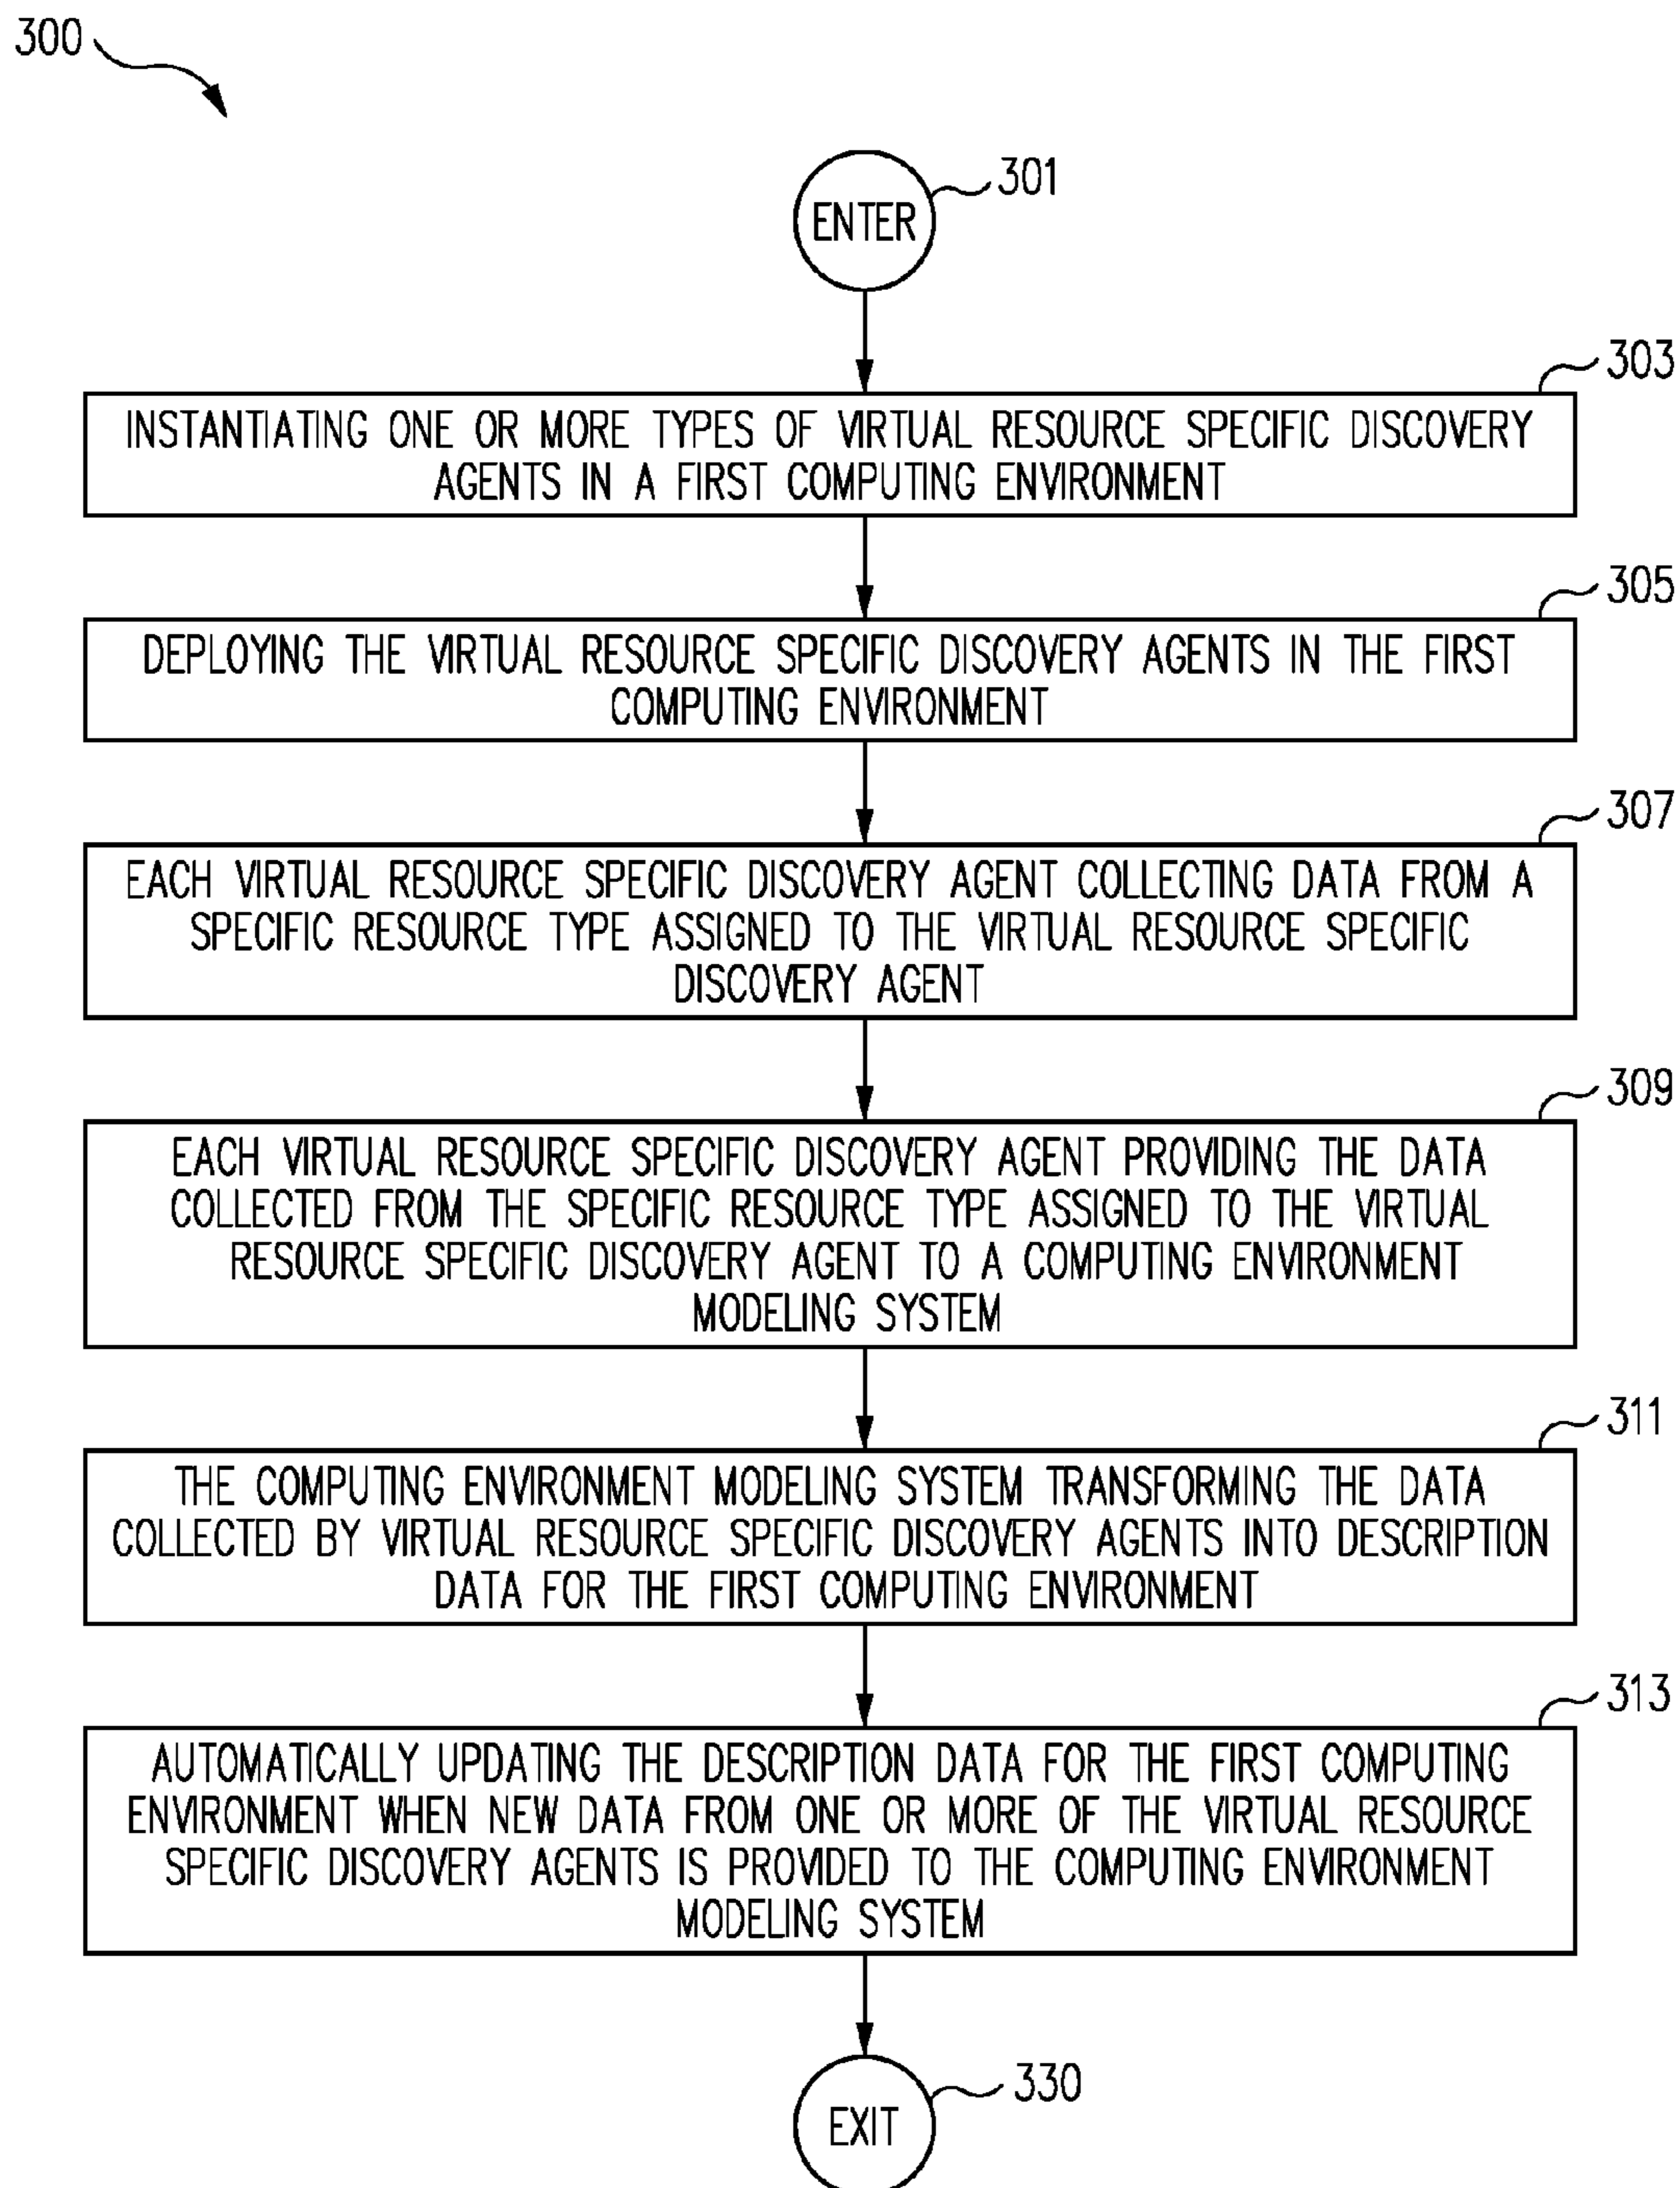 300
301
ENTER
303
INSTANTIATING ONE OR MORE TYPES OF VIRTUAL RESOURCE SPECIFIC DISCOVERY
AGENTS IN A FIRST COMPUTING ENVIRONMENT
305
DEPLOYING THE VIRTUAL RESOURCE SPECIFIC DISCOVERY AGENTS IN THE FIRST
COMPUTING ENVIRONMENT
307
EACH VIRTUAL RESOURCE SPECIFIC DISCOVERY AGENT COLLECTING DATA FROM A
SPECIFIC RESOURCE TYPE ASSIGNED TO THE VIRTUAL RESOURCE SPECIFIC
DISCOVERY AGENT
309
EACH VIRTUAL RESOURCE SPECIFIC DISCOVERY AGENT PROVIDING THE DATA
COLLECTED FROM THE SPECIFIC RESOURCE TYPE ASSIGNED TO THE VIRTUAL
RESOURCE SPECIFIC DISCOVERY AGENT TO A COMPUTING ENVIRONMENT
MODELING SYSTEM
311
THE COMPUTING ENVIRONMENT MODELING SYSTEM TRANSFORMING THE DATA
COLLECTED BY VIRTUAL RESOURCE SPECIFIC DISCOVERY AGENTS INTO DESCRIPTION
DATA FOR THE FIRST COMPUTING ENVIRONMENT
313
AUTOMATICALLY UPDATING THE DESCRIPTION DATA FOR THE FIRST COMPUTING
ENVIRONMENT WHEN NEW DATA FROM ONE OR MORE OF THE VIRTUAL RESOURCE
SPECIFIC DISCOVERY AGENTS IS PROVIDED TO THE COMPUTING ENVIRONMENT
MODELING SYSTEM
330
EXIT